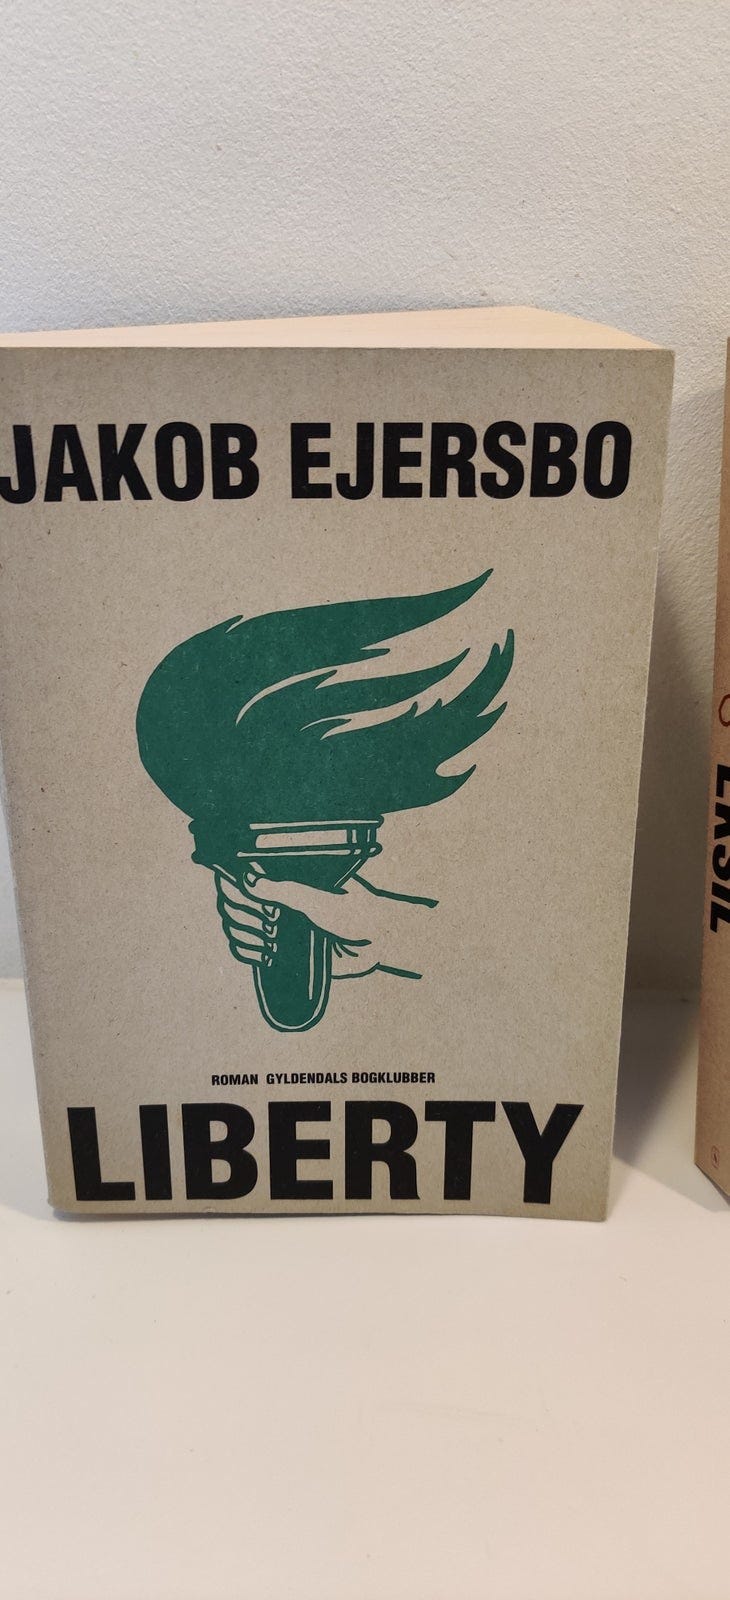 JAKOB EJERSBO
ROMAN GYLDENDALS BOGKLUBBER
LIBERTY
EKSIL